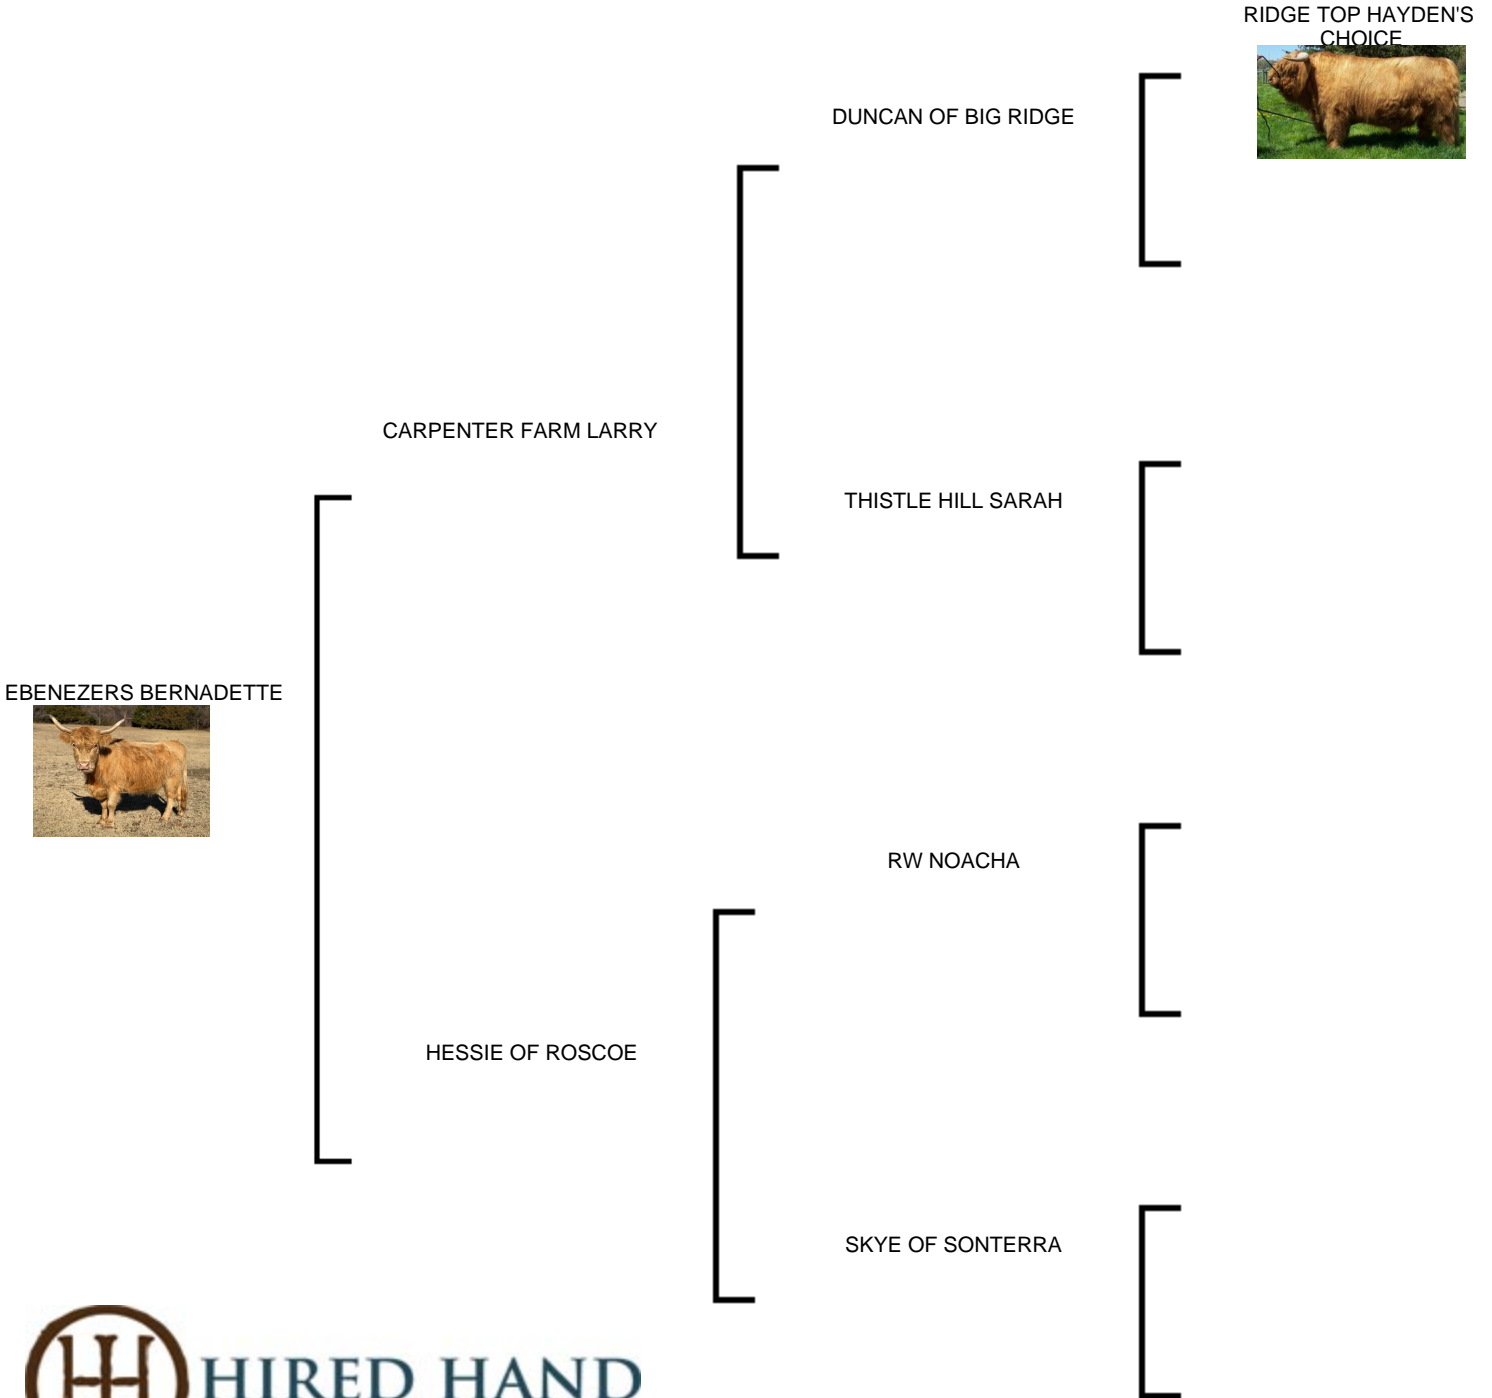 RIDGE TOP HAYDEN'S
CHOICE
DUNCAN OF BIG RIDGE
CARPENTER FARM LARRY
THISTLE HILL SARAH
EBENEZERS BERNADETTE
RW NOACHA
HESSIE OF ROSCOE
SKYE OF SONTERRA
HIRED HAND